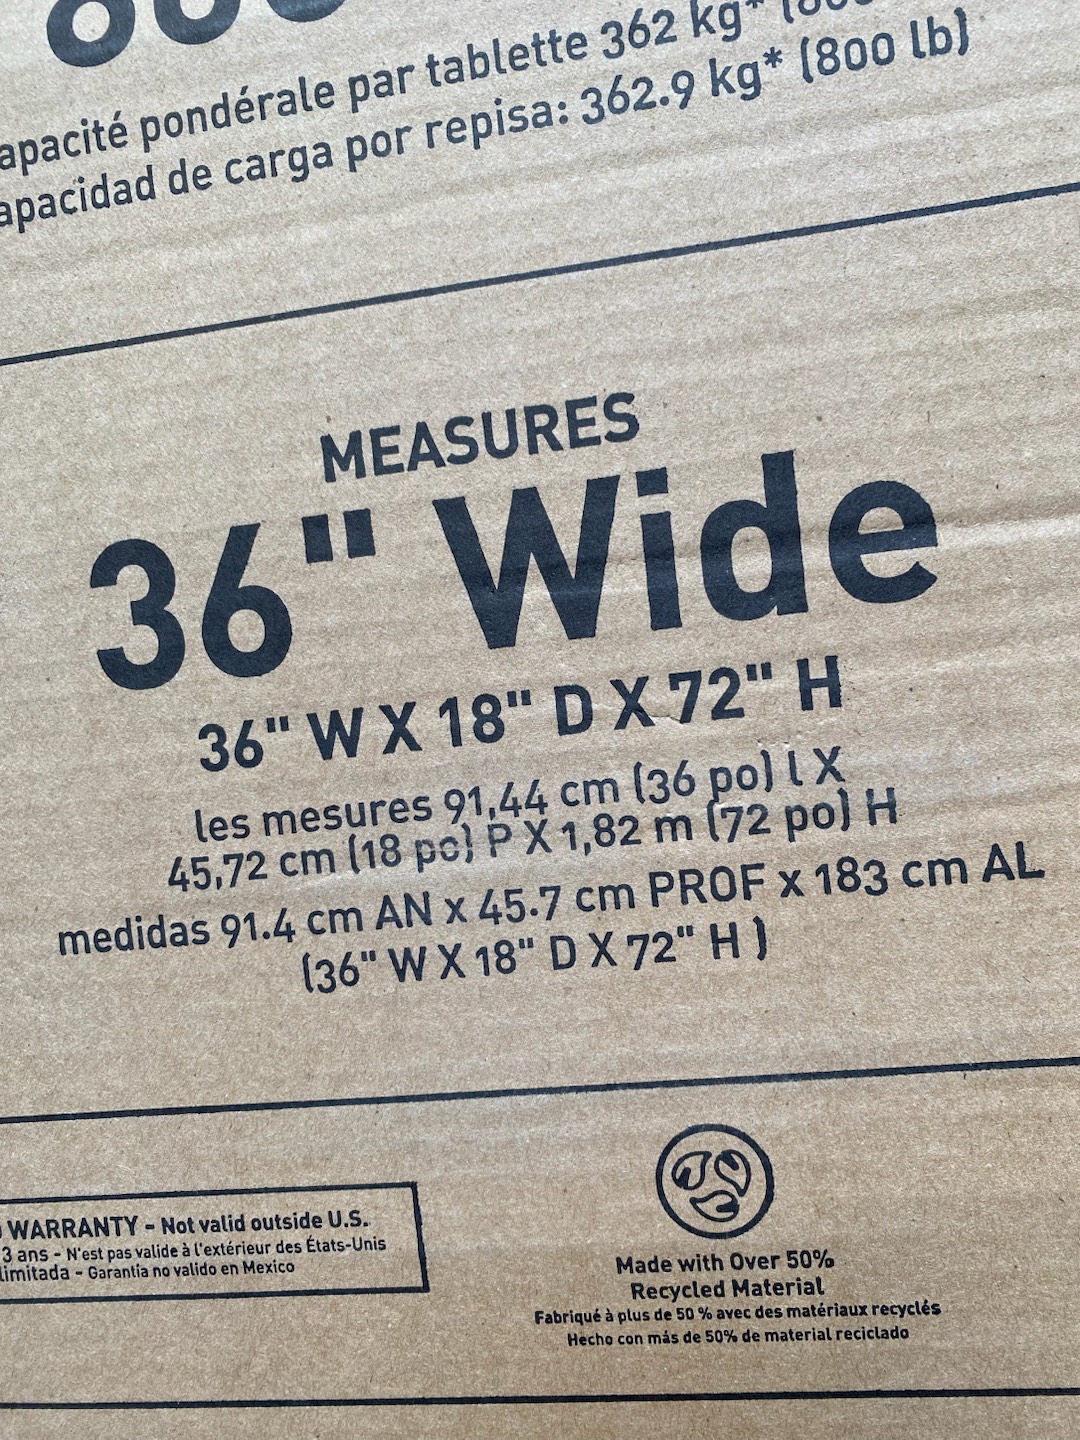 apacité pondérale par tablette 362 kg*
apacidad de carga por repisa: 362.9 kg* (800 lb)
MEASURES
36" Wide
36" W X 18" D X 72" H
les mesures 91,44 cm (36 po) l X
45,72 cm (18 po) P X 1,82 m (72 po) H
medidas 91.4 cm AN x 45.7 cm PROF x 183 cm AL
(36" W X 18" D X 72" H )
WARRANTY - Not valid outside U.S.
3 ans - N'est pas valide à l'extérieur des États-Unis
limitada - Garantia no valido en Mexico
Made with Over 50%
Recycled Material
Fabriqué à plus de 50 % avec des matériaux recyclés
Hecho con más de 50% de material reciclado